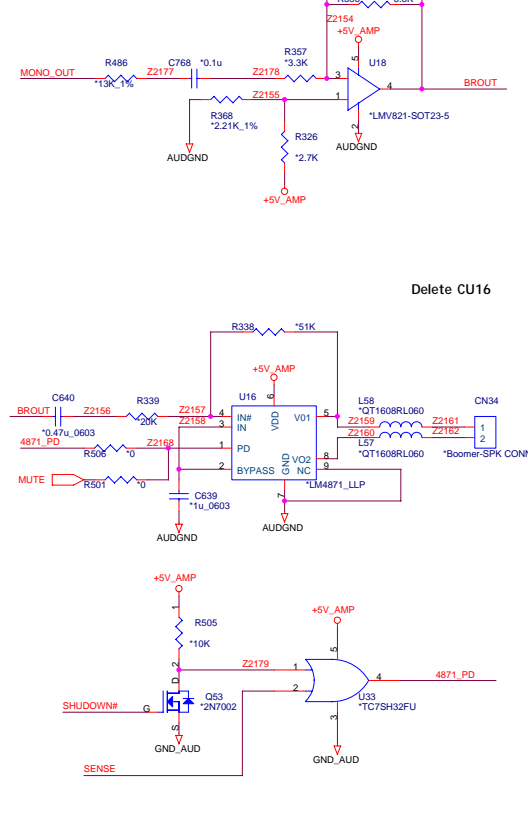 Z2154
+5V_AMP
R486
C768
*0.1u
R357
*3.3K
U18
5
MONO_OUT
Z2177
Z2178
3
4
BROUT
*13K_1%
Z2155
1
R368
*2.21K_1%
R326
*2.7K
2
*LMV821-SOT23-5
AUDGND
AUDGND
+5V_AMP
Delete CU16
R338
*51K
+5V_AMP
C640
R339
U16
6
L58
*QT1608RL060
CN34
BROUT
Z2156
*20K
Z2157
4
IN#
VDD
V01
5
Z2159
Z2161
1
*0.47u_0603
Z2158
3
IN
Z2160
Z2162
2
4871_PD
R506
*0
Z2168
1
PD
L57
*QT1608RL060
*Boomer-SPK CONN
VO2
8
MUTE
R501
*0
2
BYPASS
GND
NC
9
7
*LM4871_LLP
C639
*1u_0603
AUDGND
AUDGND
+5V_AMP
+5V_AMP
1
R505
*10K
2
5
Z2179
1
4
4871_PD
D
2
SHUDOWN#
G
Q53
*2N7002
U33
*TC7SH32FU
S
3
GND_AUD
GND_AUD
SENSE